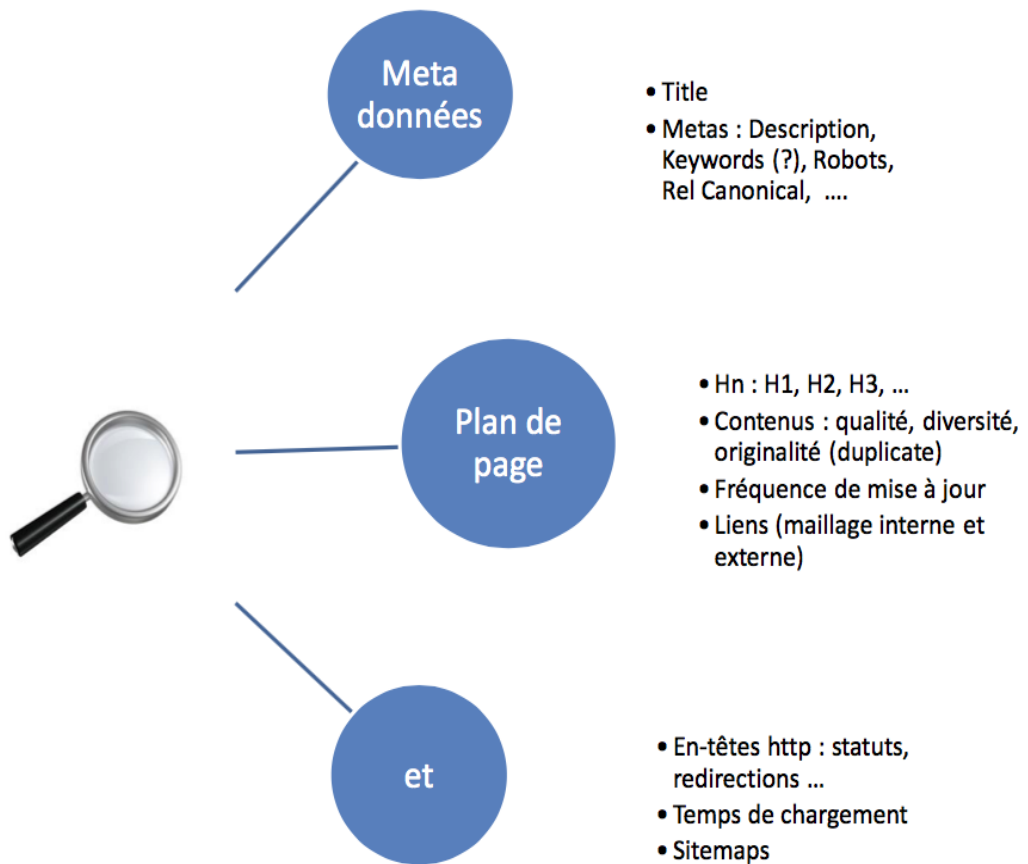 Meta
données
• Title
• Metas : Description,
Keywords (?), Robots,
Rel Canonical, ....
Plan de
page
• Hn : H1, H2, H3, ...
• Contenus : qualité, diversité,
originalité (duplicate)
• Fréquence de mise à jour
• Liens (maillage interne et
externe)
et
• En-têtes http : statuts,
redirections ...
• Temps de chargement
• Sitemaps